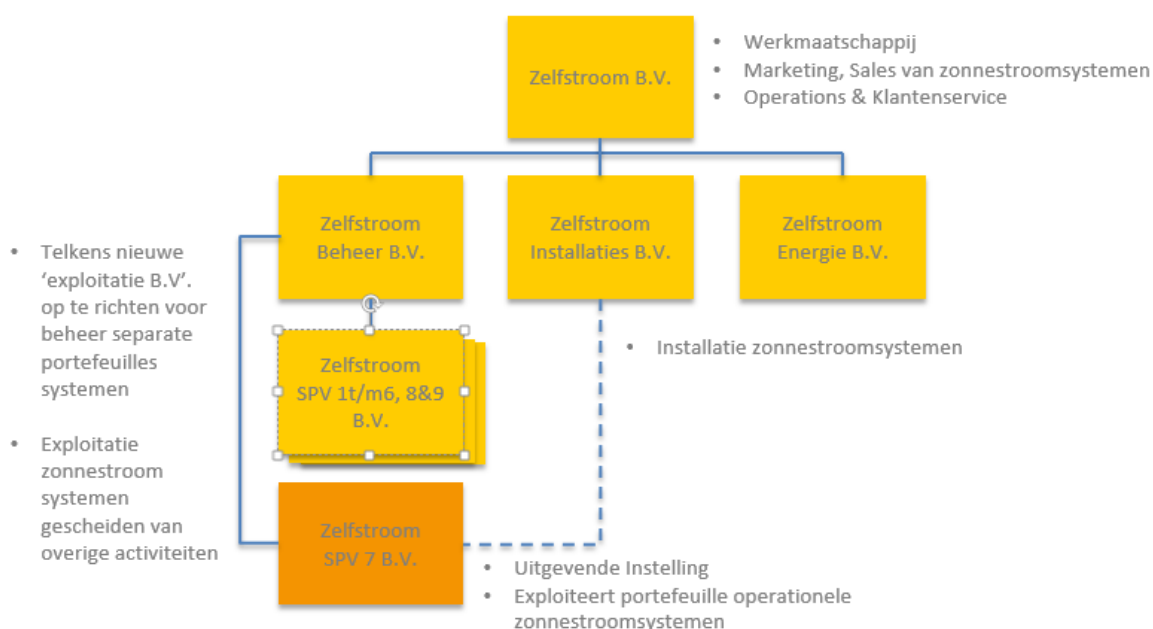 Zelfstroom B.V.
• Werkmaatschappij
• Marketing, Sales van zonnestroomsystemen
• Operations & Klantenservice
Zelfstroom
Beheer B.V.
Zelfstroom
Installaties B.V.
Zelfstroom
Energie B.V.
• Telkens nieuwe
‘exploitatie B.V’.
op te richten voor
beheer separate
portefeuilles
systemen
• Exploitatie
zonnestroom
systemen
gescheiden van
overige activiteiten
• Installatie zonnestroomsystemen
Zelfstroom
SPV 1t/m6, 8&9
B.V.
Zelfstroom
SPV 7 B.V.
• Uitgevende Instelling
• Exploiteert portefeuille operationele
zonnestroomsystemen